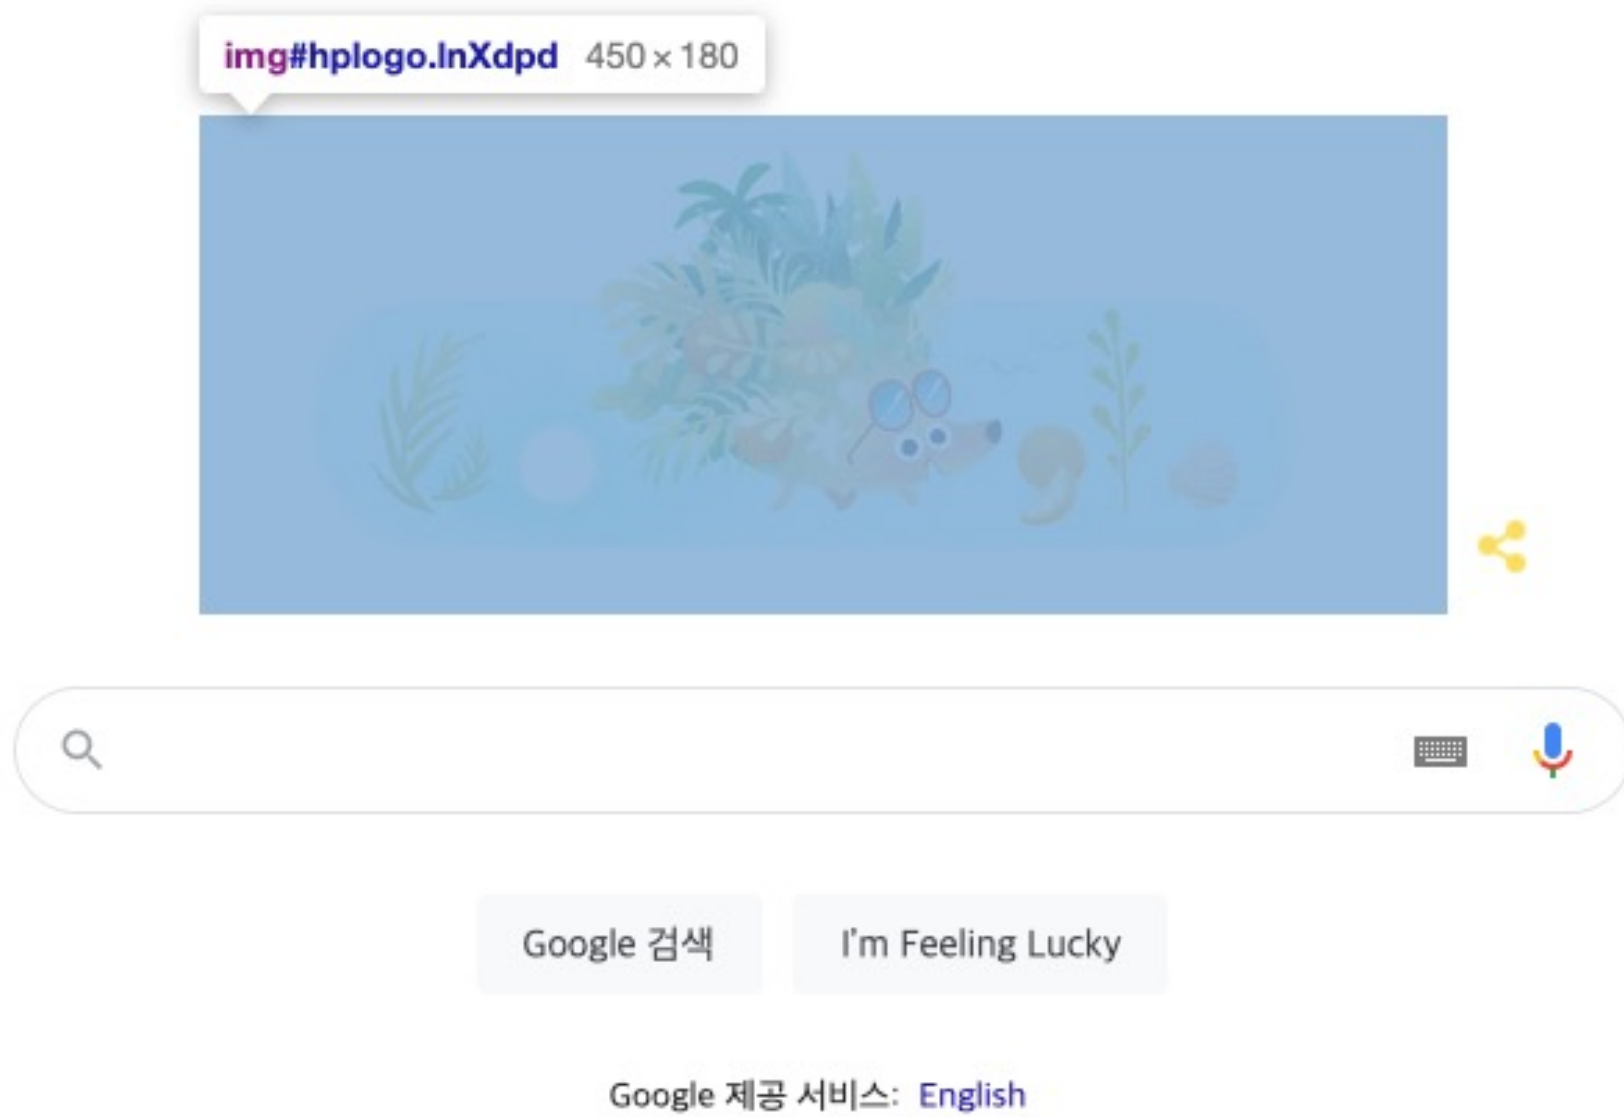 img#hplogo.lnXdpd 450 × 180
Google 검색 I'm Feeling Lucky
Google 제공 서비스: English